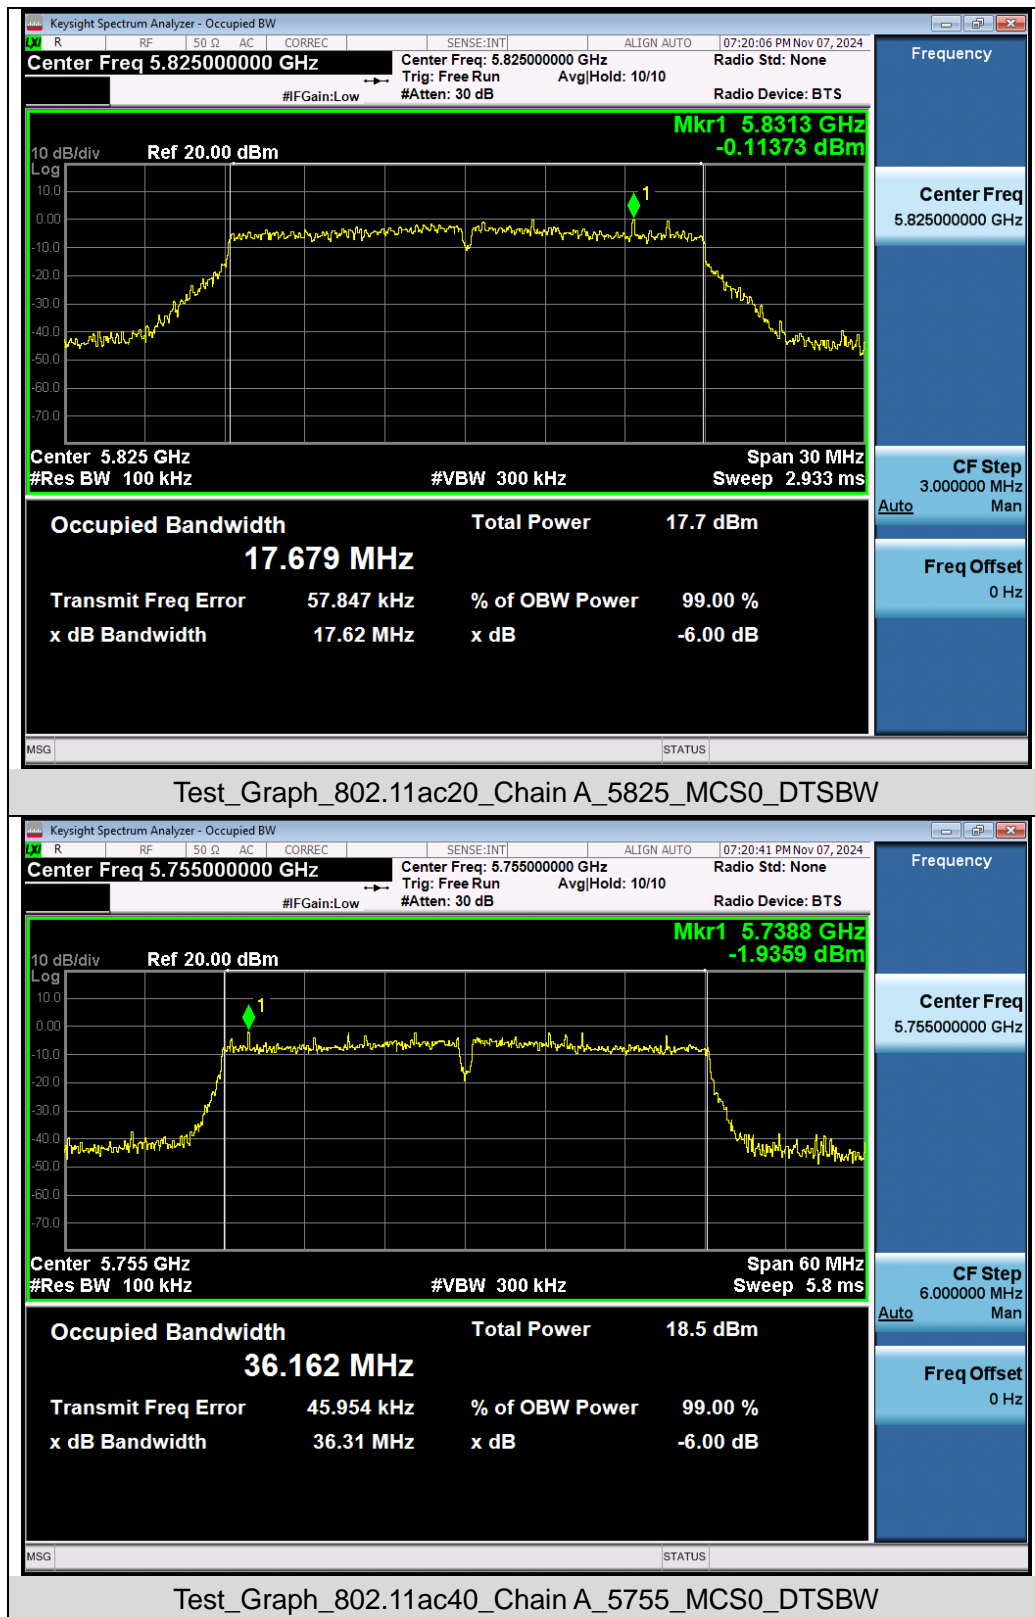 Keysight Spectrum Analyzer - Occupied BW
LXI R RF 50 Ω AC CORREC SENSE:INT ALIGN AUTO 07:20:06 PM Nov 07, 2024
Center Freq 5.825000000 GHz
Center Freq: 5.825000000 GHz Radio Std: None
Trig: Free Run Avg|Hold: 10/10
#IFGain:Low #Atten: 30 dB Radio Device: BTS
Frequency
Mkr1 5.8313 GHz
-0.11373 dBm
10 dB/div Ref 20.00 dBm
Log
10.0
0.00
-10.0
-20.0
-30.0
-40.0
-50.0
-60.0
-70.0
1
Center 5.825 GHz Span 30 MHz
#Res BW 100 kHz #VBW 300 kHz Sweep 2.933 ms
Center Freq
5.825000000 GHz
CF Step
3.000000 MHz
Auto Man
Freq Offset
0 Hz
Occupied Bandwidth Total Power 17.7 dBm
17.679 MHz
Transmit Freq Error 57.847 kHz % of OBW Power 99.00 %
x dB Bandwidth 17.62 MHz x dB -6.00 dB
MSG STATUS
Test_Graph_802.11ac20_Chain A_5825_MCS0_DTSBW
Keysight Spectrum Analyzer - Occupied BW
LXI R RF 50 Ω AC CORREC SENSE:INT ALIGN AUTO 07:20:41 PM Nov 07, 2024
Center Freq 5.755000000 GHz
Center Freq: 5.755000000 GHz Radio Std: None
Trig: Free Run Avg|Hold: 10/10
#IFGain:Low #Atten: 30 dB Radio Device: BTS
Frequency
Mkr1 5.7388 GHz
-1.9359 dBm
10 dB/div Ref 20.00 dBm
Log
10.0
0.00
-10.0
-20.0
-30.0
-40.0
-50.0
-60.0
-70.0
1
Center 5.755 GHz Span 60 MHz
#Res BW 100 kHz #VBW 300 kHz Sweep 5.8 ms
Center Freq
5.755000000 GHz
CF Step
6.000000 MHz
Auto Man
Freq Offset
0 Hz
Occupied Bandwidth Total Power 18.5 dBm
36.162 MHz
Transmit Freq Error 45.954 kHz % of OBW Power 99.00 %
x dB Bandwidth 36.31 MHz x dB -6.00 dB
MSG STATUS
Test_Graph_802.11ac40_Chain A_5755_MCS0_DTSBW